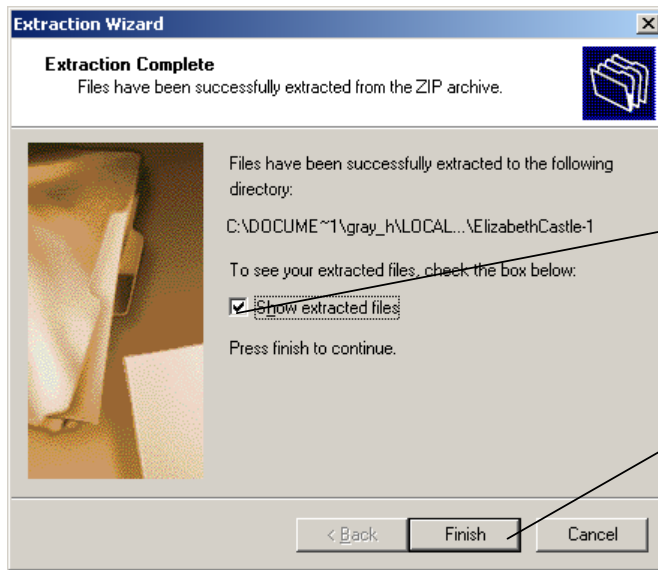 Extraction Wizard
Extraction Complete
Files have been successfully extracted from the ZIP archive.
Files have been successfully extracted to the following
directory:
C:\DOCUME~1\gray_h\LOCAL...\ElizabethCastle-1
To see your extracted files, check the box below:
Show extracted files
Press finish to continue.
< Back Finish Cancel